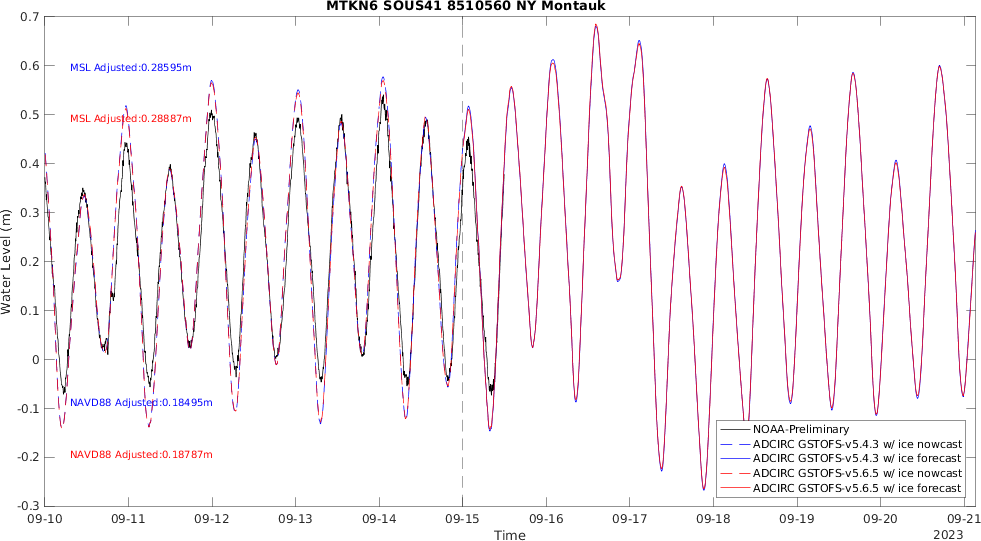 MTKN6 SOUS41 8510560 NY Montauk
0.7
0.6
0.5
0.4
0.3
0.2
0.1
0
-0.1
-0.2
-0.3
Water Level (m)
MSL Adjusted:0.28595m
MSL Adjusted:0.28887m
NAVD88 Adjusted:0.18495m
NAVD88 Adjusted:0.18787m
NOAA-Preliminary
ADCIRC GSTOFS-v5.4.3 w/ ice nowcast
ADCIRC GSTOFS-v5.4.3 w/ ice forecast
ADCIRC GSTOFS-v5.6.5 w/ ice nowcast
ADCIRC GSTOFS-v5.6.5 w/ ice forecast
09-10 09-11 09-12 09-13 09-14 09-15 09-16 09-17 09-18 09-19 09-20 09-21
Time
2023